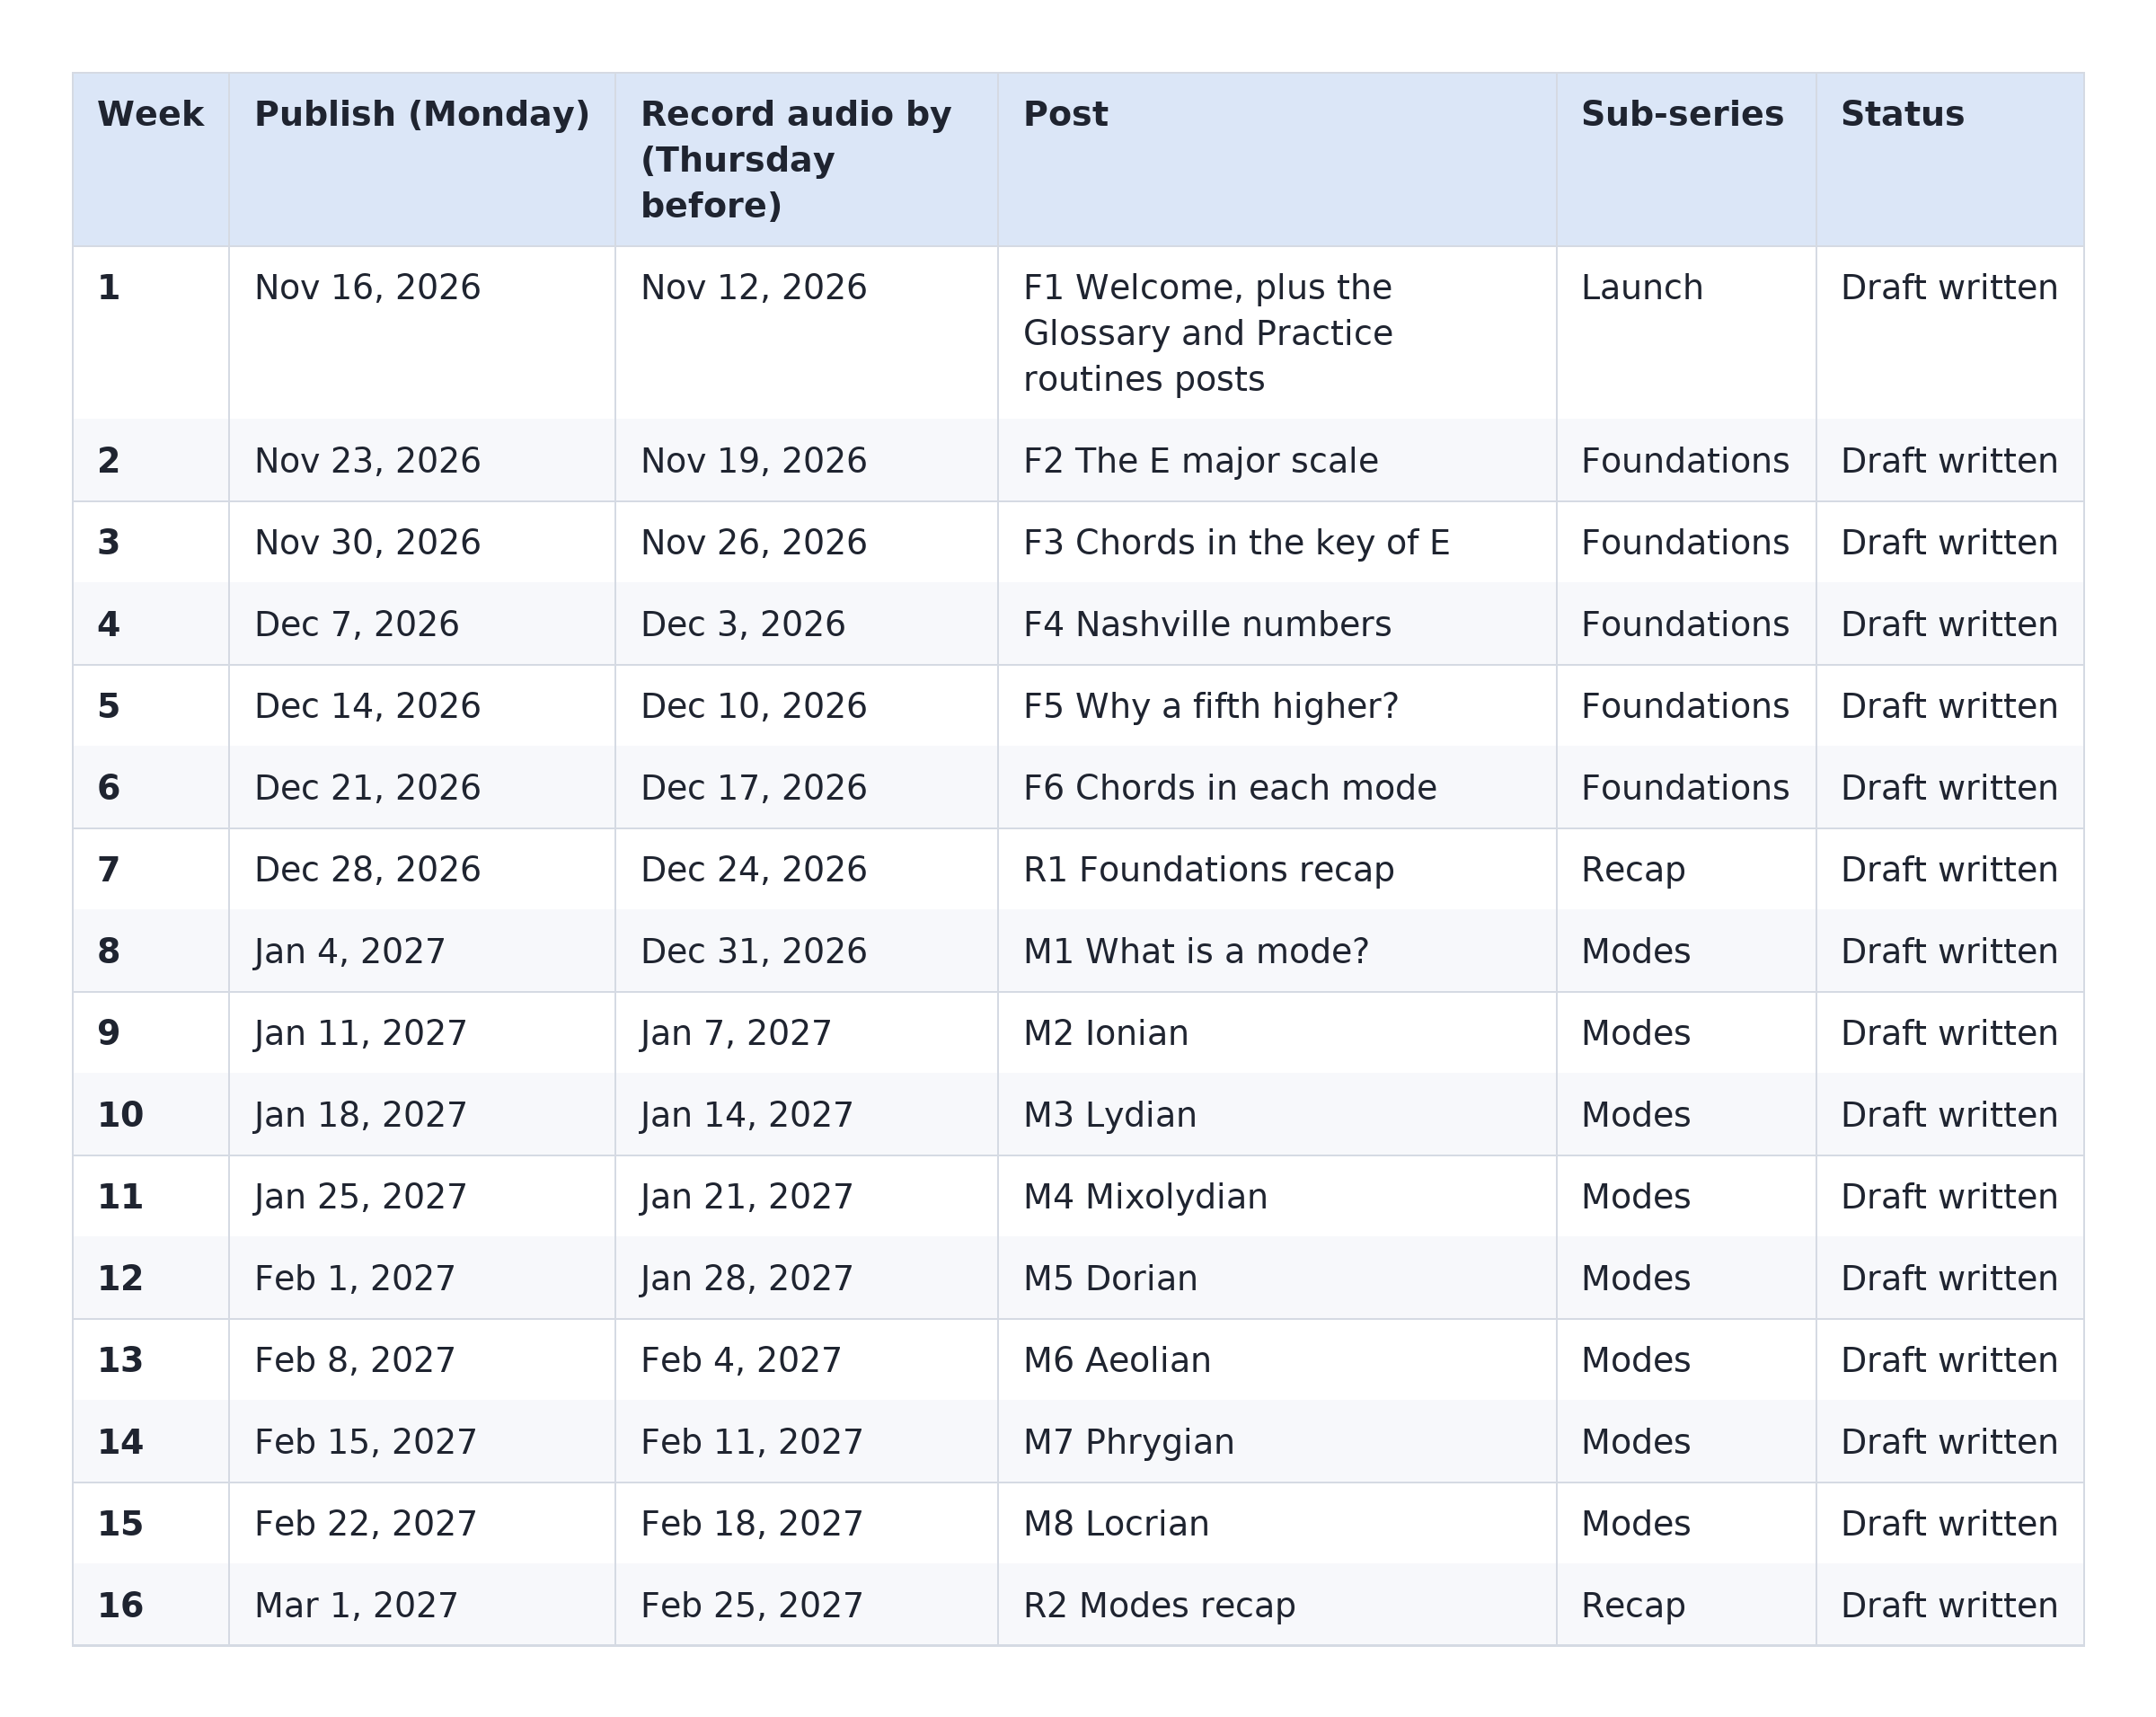 Week Publish (Monday) Record audio by (Thursday before) Post Sub-series Status
1 Nov 16, 2026 Nov 12, 2026 F1 Welcome, plus the Glossary and Practice routines posts Launch Draft written
2 Nov 23, 2026 Nov 19, 2026 F2 The E major scale Foundations Draft written
3 Nov 30, 2026 Nov 26, 2026 F3 Chords in the key of E Foundations Draft written
4 Dec 7, 2026 Dec 3, 2026 F4 Nashville numbers Foundations Draft written
5 Dec 14, 2026 Dec 10, 2026 F5 Why a fifth higher? Foundations Draft written
6 Dec 21, 2026 Dec 17, 2026 F6 Chords in each mode Foundations Draft written
7 Dec 28, 2026 Dec 24, 2026 R1 Foundations recap Recap Draft written
8 Jan 4, 2027 Dec 31, 2026 M1 What is a mode? Modes Draft written
9 Jan 11, 2027 Jan 7, 2027 M2 Ionian Modes Draft written
10 Jan 18, 2027 Jan 14, 2027 M3 Lydian Modes Draft written
11 Jan 25, 2027 Jan 21, 2027 M4 Mixolydian Modes Draft written
12 Feb 1, 2027 Jan 28, 2027 M5 Dorian Modes Draft written
13 Feb 8, 2027 Feb 4, 2027 M6 Aeolian Modes Draft written
14 Feb 15, 2027 Feb 11, 2027 M7 Phrygian Modes Draft written
15 Feb 22, 2027 Feb 18, 2027 M8 Locrian Modes Draft written
16 Mar 1, 2027 Feb 25, 2027 R2 Modes recap Recap Draft written